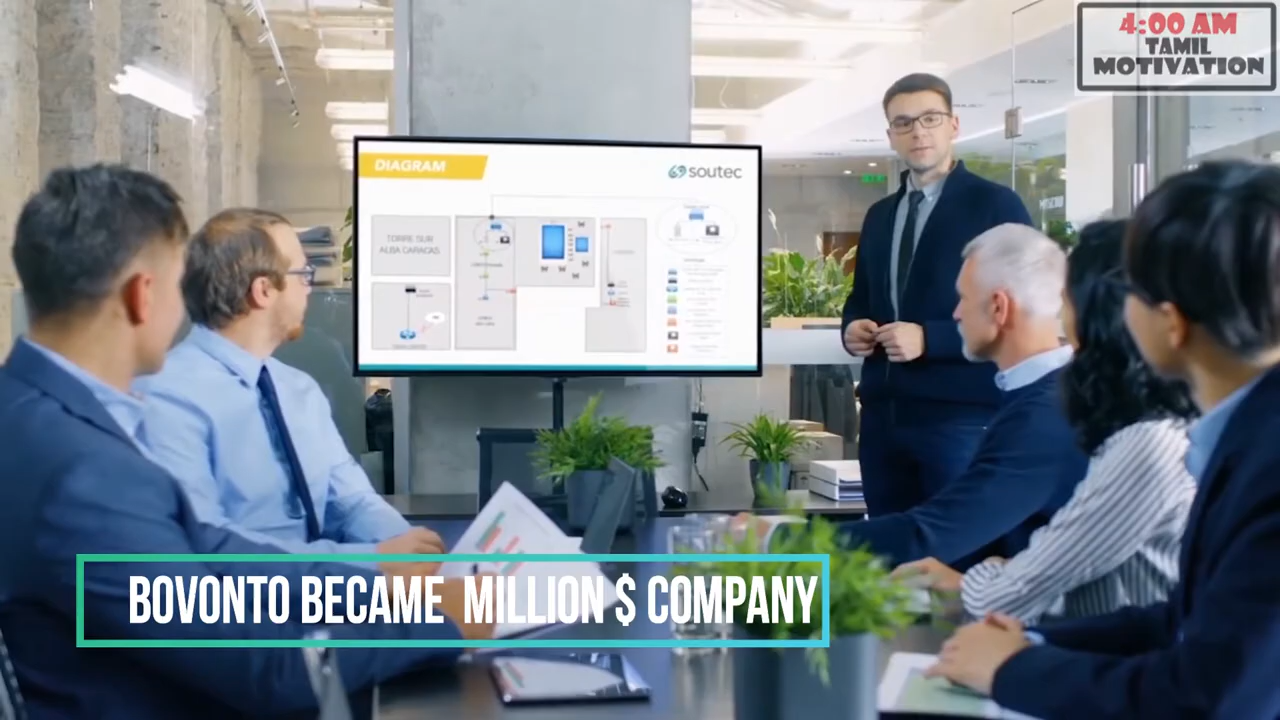 4:00 AM
TAMIL
MOTIVATION
DIAGRAM
soutec
TORRE SUR
ALBA CARACAS
BOVONTO BECAME MILLION $ COMPANY